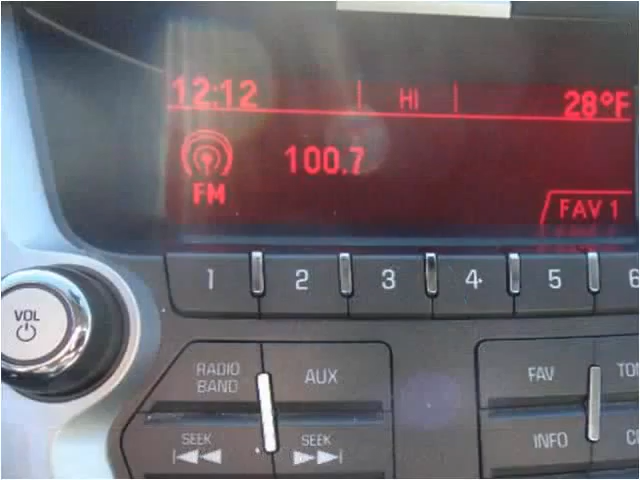 12:12 HI 28°F
100.7
FM
FAV 1
1 2 3 4 5 6
VOL
RADIO BAND
AUX
FAV
SEEK
SEEK
INFO